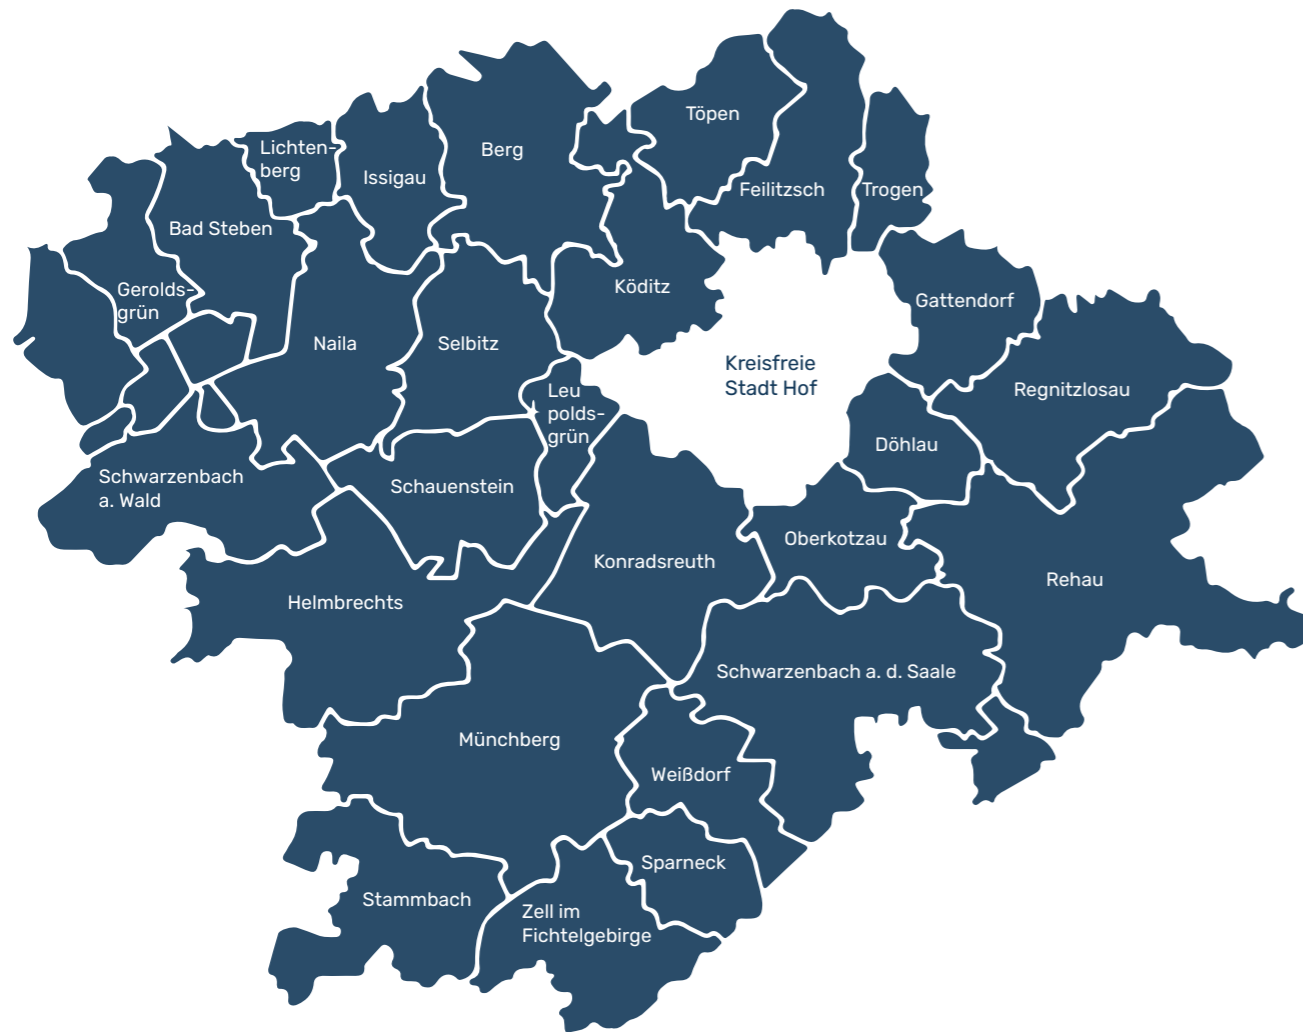 Töpen
Lichten-
berg
Berg
Issigau
Feilitzsch
Trogen
Bad Steben
Gerolds-
grün
Köditz
Gattendorf
Naila
Selbitz
Kreisfreie
Stadt Hof
Leu
polds-
grün
Regnitzlosau
Döhlau
Schwarzenbach
a. Wald
Schauenstein
Oberkotzau
Konradsreuth
Rehau
Helmbrechts
Schwarzenbach a. d. Saale
Münchberg
Weißdorf
Sparneck
Stammbach
Zell im
Fichtelgebirge